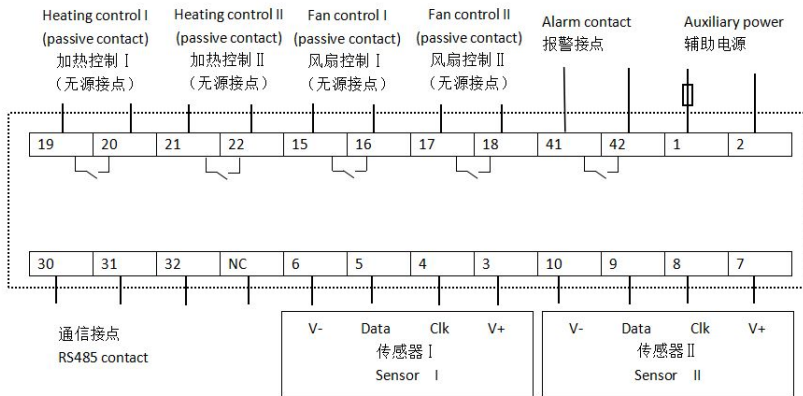 Heating control I
(passive contact)
加热控制 I
（无源接点）
Heating control II
(passive contact)
加热控制 II
（无源接点）
Fan control I
(passive contact)
风扇控制 I
（无源接点）
Fan control II
(passive contact)
风扇控制 II
（无源接点）
Alarm contact
报警接点
Auxiliary power
辅助电源
19 20 21 22 15 16 17 18 41 42 1 2
30 31 32 NC 6 5 4 3 10 9 8 7
通信接点
RS485 contact
V- Data Clk V+
传感器 I
Sensor I
V- Data Clk V+
传感器 II
Sensor II